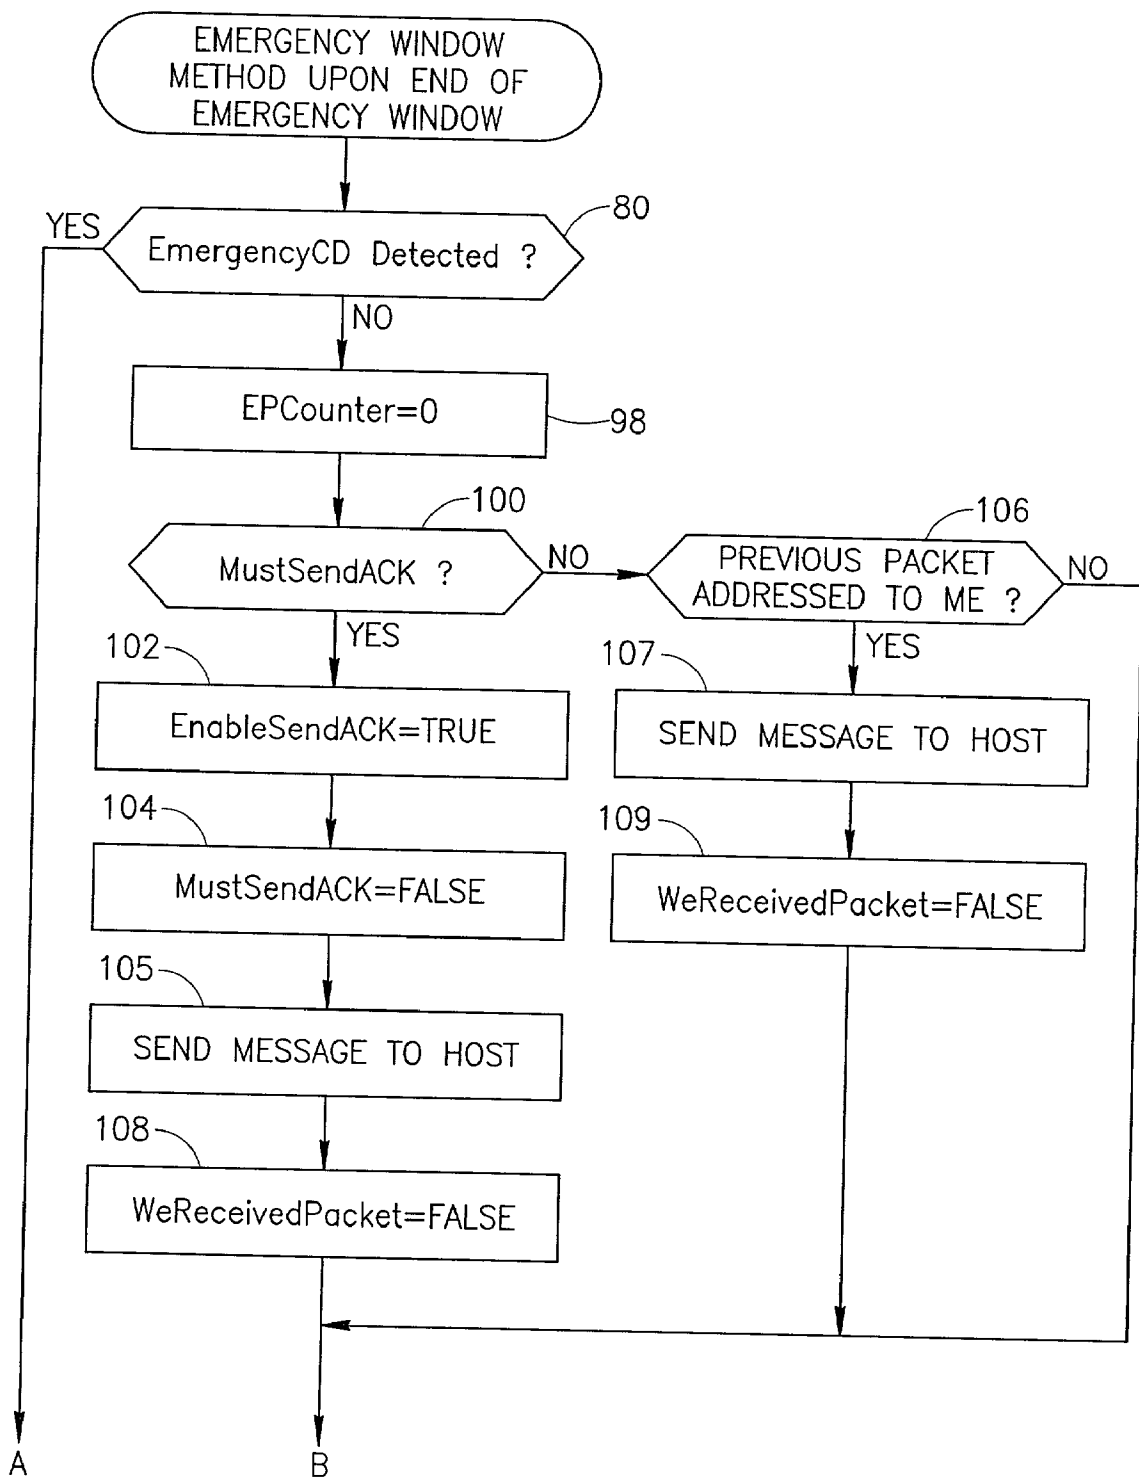 EMERGENCY WINDOW
METHOD UPON END OF
EMERGENCY WINDOW
80
YES
EmergencyCD Detected ?
NO
EPCounter=0
98
100
106
MustSendACK ?
NO
PREVIOUS PACKET
ADDRESSED TO ME ?
NO
YES
YES
102
107
EnableSendACK=TRUE
SEND MESSAGE TO HOST
104
109
MustSendACK=FALSE
WeReceivedPacket=FALSE
105
SEND MESSAGE TO HOST
108
WeReceivedPacket=FALSE
A
B